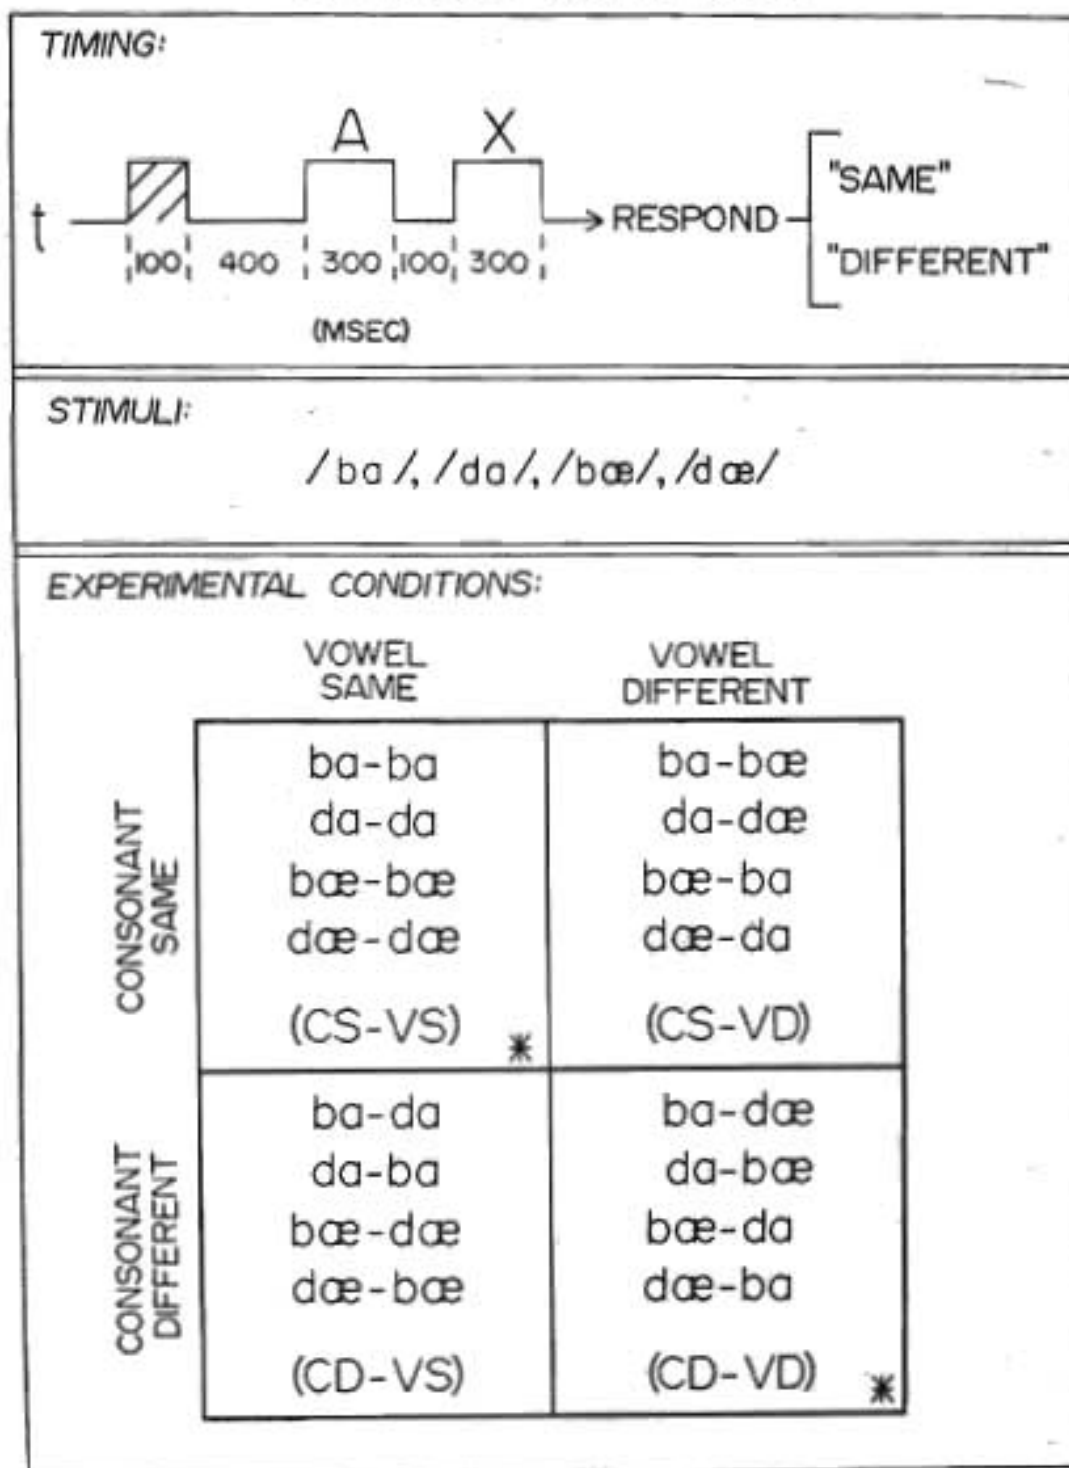 TIMING:
A X
t
RESPOND
"SAME"
"DIFFERENT"
100 400 300 100 300
(MSEC)
STIMULI:
/ba/, /da/, /bæ/, /dæ/
EXPERIMENTAL CONDITIONS:
VOWEL SAME
VOWEL DIFFERENT
CONSONANT SAME
ba-ba
da-da
bæ-bæ
dæ-dæ
(CS-VS) *
ba-bæ
da-dæ
bæ-ba
dæ-da
(CS-VD)
CONSONANT DIFFERENT
ba-da
da-ba
bæ-dæ
dæ-bæ
(CD-VS)
ba-dæ
da-bæ
bæ-da
dæ-ba
(CD-VD) *